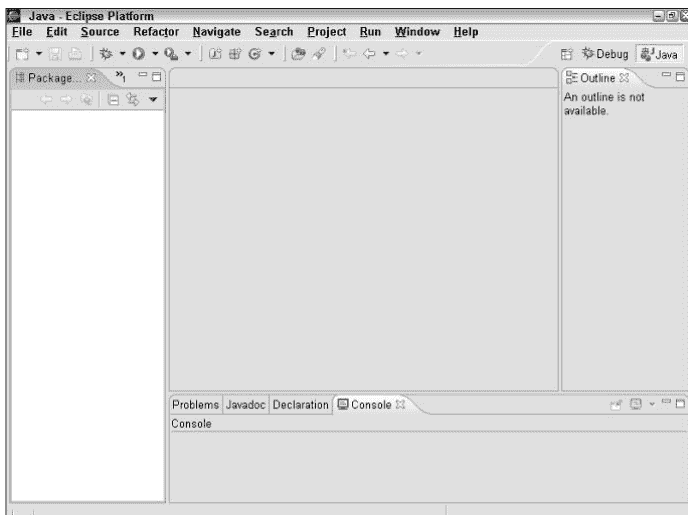 Java - Eclipse Platform
File Edit Source Refactor Navigate Search Project Run Window Help
Debug Java
Package... »1
Outline
An outline is not
available.
Problems Javadoc Declaration Console
Console